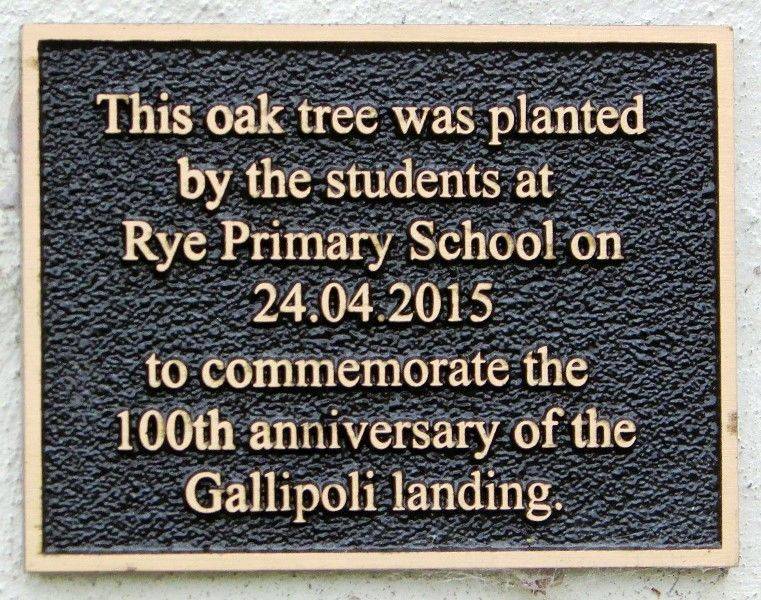 This oak tree was planted
by the students at
Rye Primary School on
24.04.2015
to commemorate the
100th anniversary of the
Gallipoli landing.